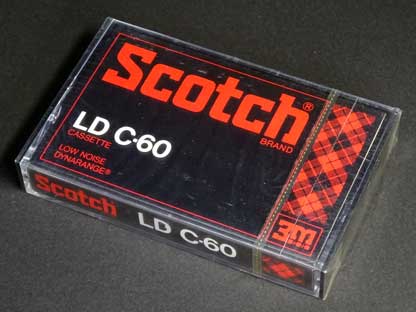 Scotch®
BRAND
LD C·60
CASSETTE
LOW NOISE
DYNARANGE®
3M
Scotch
LD C·60